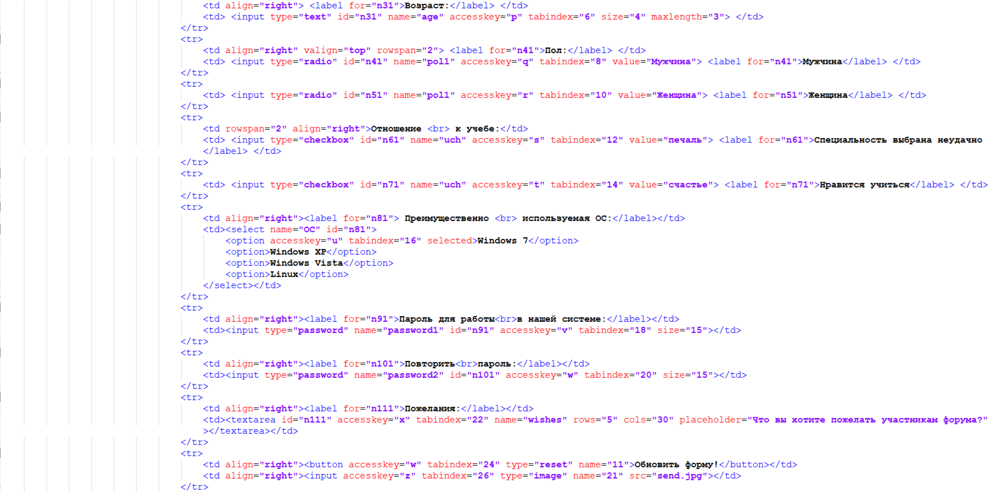 <td align="right"> <label for="n31">Возраст:</label> </td>
<td> <input type="text" id="n31" name="age" accesskey="p" tabindex="6" size="4" maxlength="3"> </td>
</tr>
<tr>
<td align="right" valign="top" rowspan="2"> <label for="n41">Пол:</label> </td>
<td> <input type="radio" id="n41" name="pol1" accesskey="q" tabindex="8" value="Мужчина"> <label for="n41">Мужчина</label> </td>
</tr>
<tr>
<td> <input type="radio" id="n51" name="pol1" accesskey="r" tabindex="10" value="Женщина"> <label for="n51">Женщина</label> </td>
</tr>
<tr>
<td rowspan="2" align="right">Отношение <br> к учебе:</td>
<td> <input type="checkbox" id="n61" name="uch" accesskey="s" tabindex="12" value="печаль"> <label for="n61">Специальность выбрана неудачно
</label> </td>
</tr>
<tr>
<td> <input type="checkbox" id="n71" name="uch" accesskey="t" tabindex="14" value="счастье"> <label for="n71">Нравится учиться</label> </td>
</tr>
<tr>
<td align="right"><label for="n81"> Преимущественно <br> используемая ОС:</label></td>
<td><select name="ОС" id="n81">
<option accesskey="u" tabindex="16" selected>Windows 7</option>
<option>Windows XP</option>
<option>Windows Vista</option>
<option>Linux</option>
</select></td>
</tr>
<tr>
<td align="right"><label for="n91">Пароль для работы<br>в нашей системе:</label></td>
<td><input type="password" name="password1" id="n91" accesskey="v" tabindex="18" size="15"></td>
</tr>
<tr>
<td align="right"><label for="n101">Повторить<br>пароль:</label></td>
<td><input type="password" name="password2" id="n101" accesskey="w" tabindex="20" size="15"></td>
</tr>
<tr>
<td align="right"><label for="n111">Пожелания:</label></td>
<td><textarea id="n111" accesskey="x" tabindex="22" name="wishes" rows="5" cols="30" placeholder="Что вы хотите пожелать участникам форума?"
></textarea></td>
</tr>
<tr>
<td align="right"><button accesskey="w" tabindex="24" type="reset" name="11">Обновить форму!</button></td>
<td align="right"><input accesskey="z" tabindex="26" type="image" name="21" src="send.jpg"></td>
</tr>